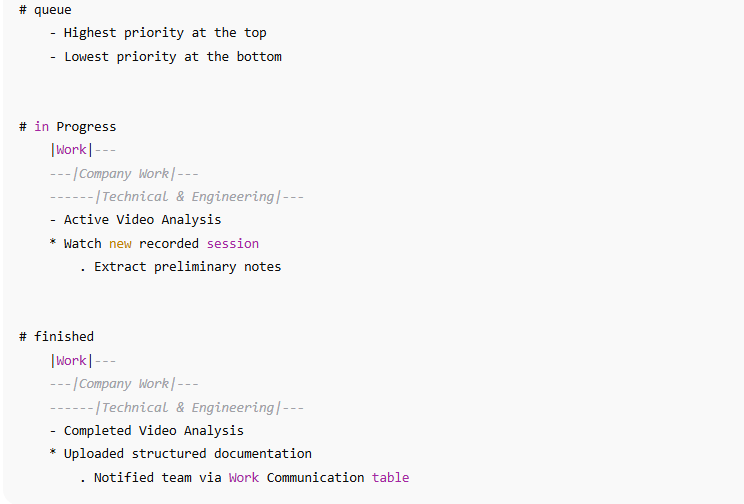 # queue
- Highest priority at the top
- Lowest priority at the bottom
# in Progress
|Work|---
---|Company Work|---
------|Technical & Engineering|---
- Active Video Analysis
* Watch new recorded session
. Extract preliminary notes
# finished
|Work|---
---|Company Work|---
------|Technical & Engineering|---
- Completed Video Analysis
* Uploaded structured documentation
. Notified team via Work Communication table